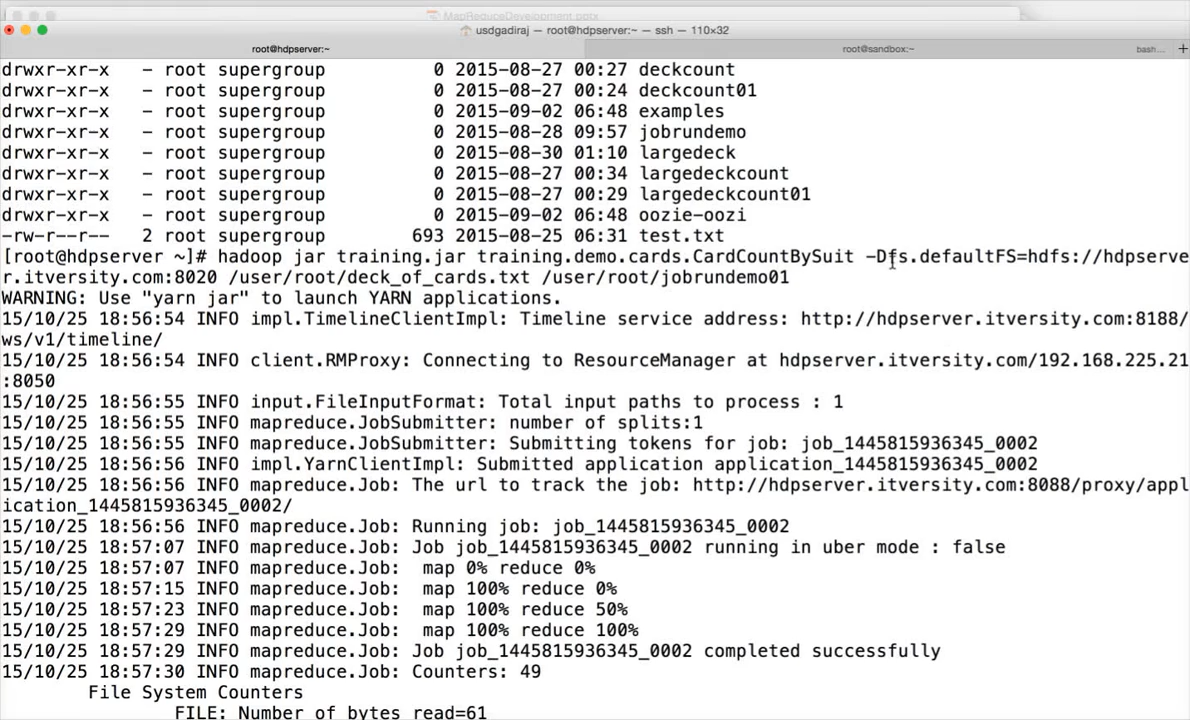 MapReduceDevelopment.pptx
usdgadiraj — root@hdpserver:~ — ssh — 110×32
root@hdpserver:~ root@sandbox:~ bash... +
drwxr-xr-x - root supergroup 0 2015-08-27 00:27 deckcount
drwxr-xr-x - root supergroup 0 2015-08-27 00:24 deckcount01
drwxr-xr-x - root supergroup 0 2015-09-02 06:48 examples
drwxr-xr-x - root supergroup 0 2015-08-28 09:57 jobrundemo
drwxr-xr-x - root supergroup 0 2015-08-30 01:10 largedeck
drwxr-xr-x - root supergroup 0 2015-08-27 00:34 largedeckcount
drwxr-xr-x - root supergroup 0 2015-08-27 00:29 largedeckcount01
drwxr-xr-x - root supergroup 0 2015-09-02 06:48 oozie-oozi
-rw-r--r-- 2 root supergroup 693 2015-08-25 06:31 test.txt
[root@hdpserver ~]# hadoop jar training.jar training.demo.cards.CardCountBySuit -Dfs.defaultFS=hdfs://hdpserve
r.itversity.com:8020 /user/root/deck_of_cards.txt /user/root/jobrundemo01
WARNING: Use "yarn jar" to launch YARN applications.
15/10/25 18:56:54 INFO impl.TimelineClientImpl: Timeline service address: http://hdpserver.itversity.com:8188/
ws/v1/timeline/
15/10/25 18:56:54 INFO client.RMProxy: Connecting to ResourceManager at hdpserver.itversity.com/192.168.225.21
:8050
15/10/25 18:56:55 INFO input.FileInputFormat: Total input paths to process : 1
15/10/25 18:56:55 INFO mapreduce.JobSubmitter: number of splits:1
15/10/25 18:56:55 INFO mapreduce.JobSubmitter: Submitting tokens for job: job_1445815936345_0002
15/10/25 18:56:56 INFO impl.YarnClientImpl: Submitted application application_1445815936345_0002
15/10/25 18:56:56 INFO mapreduce.Job: The url to track the job: http://hdpserver.itversity.com:8088/proxy/appl
ication_1445815936345_0002/
15/10/25 18:56:56 INFO mapreduce.Job: Running job: job_1445815936345_0002
15/10/25 18:57:07 INFO mapreduce.Job: Job job_1445815936345_0002 running in uber mode : false
15/10/25 18:57:07 INFO mapreduce.Job: map 0% reduce 0%
15/10/25 18:57:15 INFO mapreduce.Job: map 100% reduce 0%
15/10/25 18:57:23 INFO mapreduce.Job: map 100% reduce 50%
15/10/25 18:57:29 INFO mapreduce.Job: map 100% reduce 100%
15/10/25 18:57:29 INFO mapreduce.Job: Job job_1445815936345_0002 completed successfully
15/10/25 18:57:30 INFO mapreduce.Job: Counters: 49
File System Counters
FILE: Number of bytes read=61